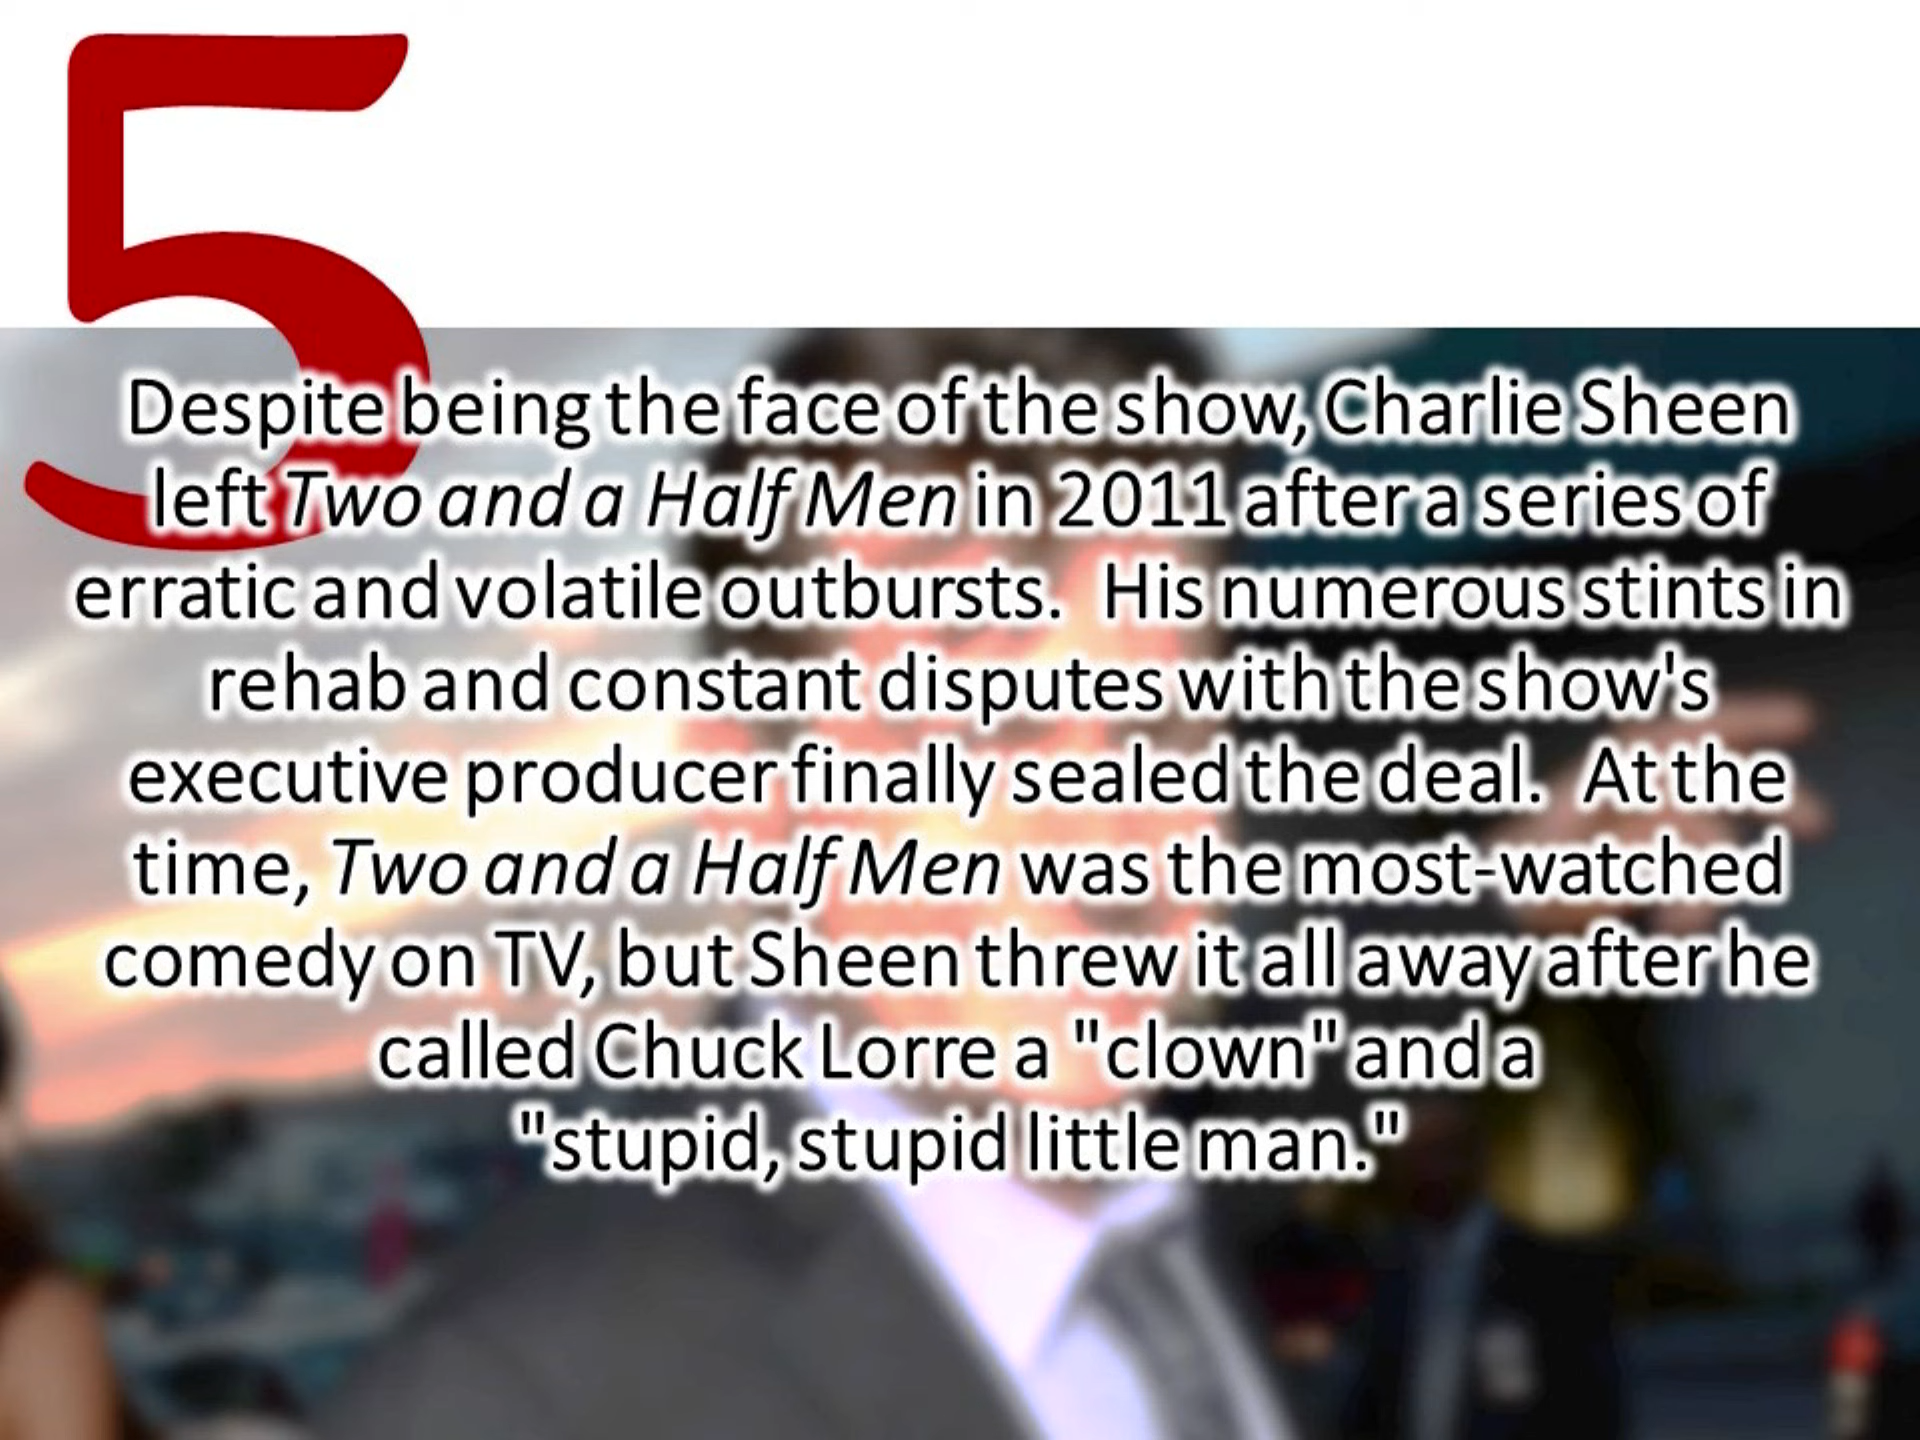 5
Despite being the face of the show, Charlie Sheen
left Two and a Half Men in 2011 after a series of
erratic and volatile outbursts.  His numerous stints in
rehab and constant disputes with the show's
executive producer finally sealed the deal.  At the
time, Two and a Half Men was the most-watched
comedy on TV, but Sheen threw it all away after he
called Chuck Lorre a "clown" and a
"stupid, stupid little man."